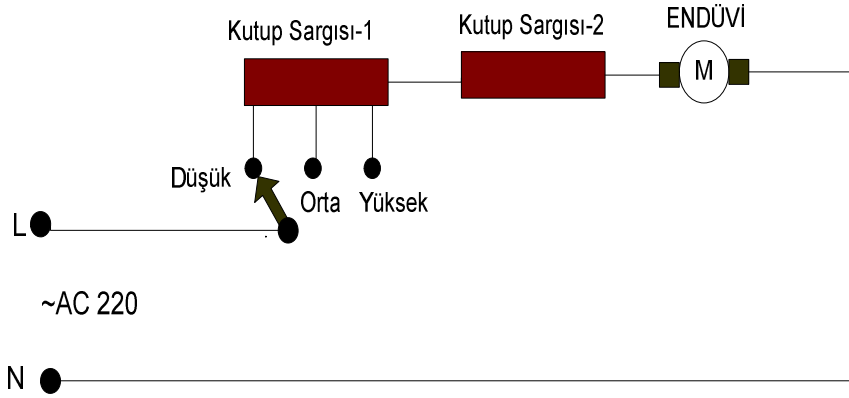 Kutup Sargısı-1
Kutup Sargısı-2
ENDÜVİ
M
Düşük
Orta
Yüksek
L
~AC 220
N